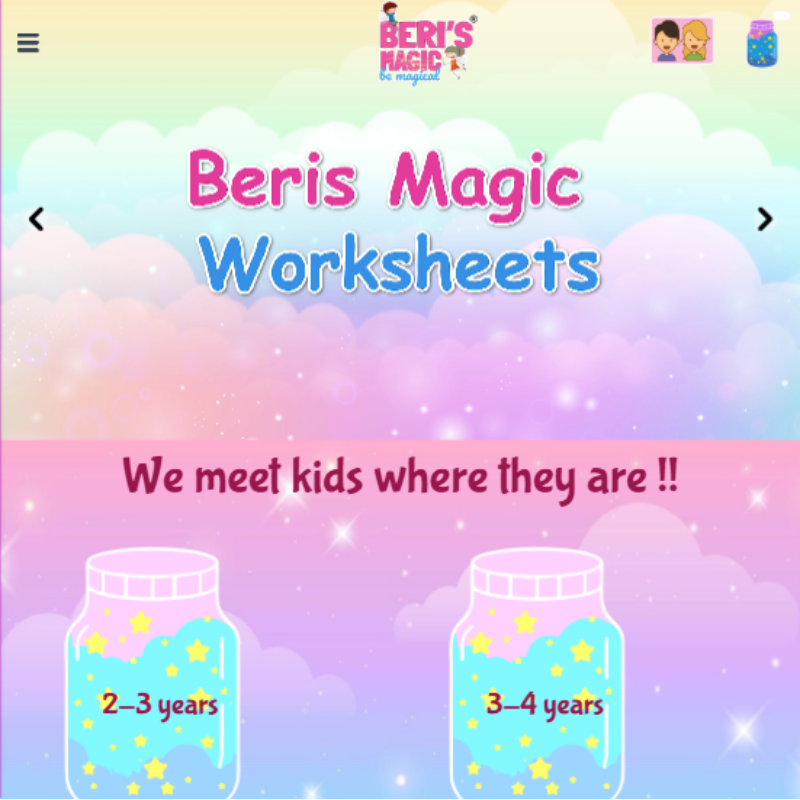 BERI'S
MAGIC
be magical
Beris Magic
Worksheets
We meet kids where they are !!
2–3 years
3–4 years